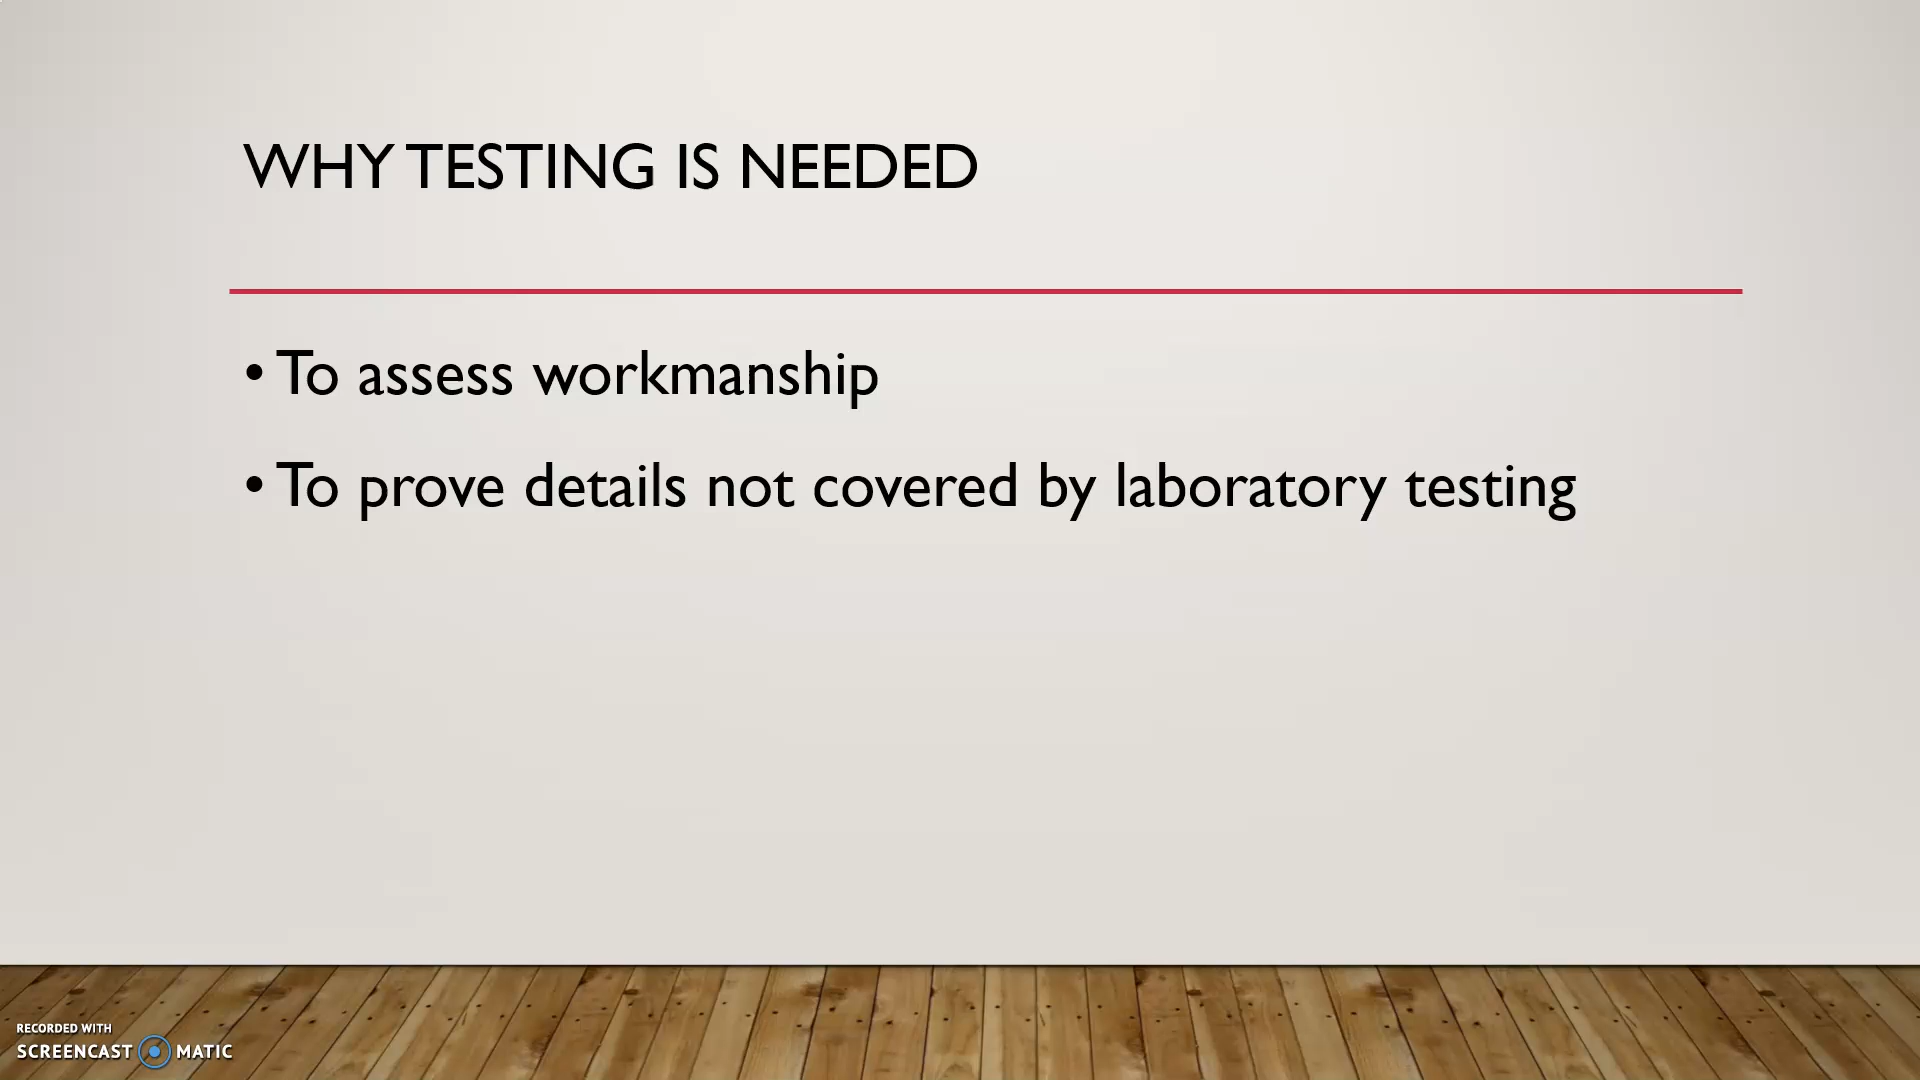 WHY TESTING IS NEEDED
• To assess workmanship
• To prove details not covered by laboratory testing
RECORDED WITH
SCREENCAST MATIC